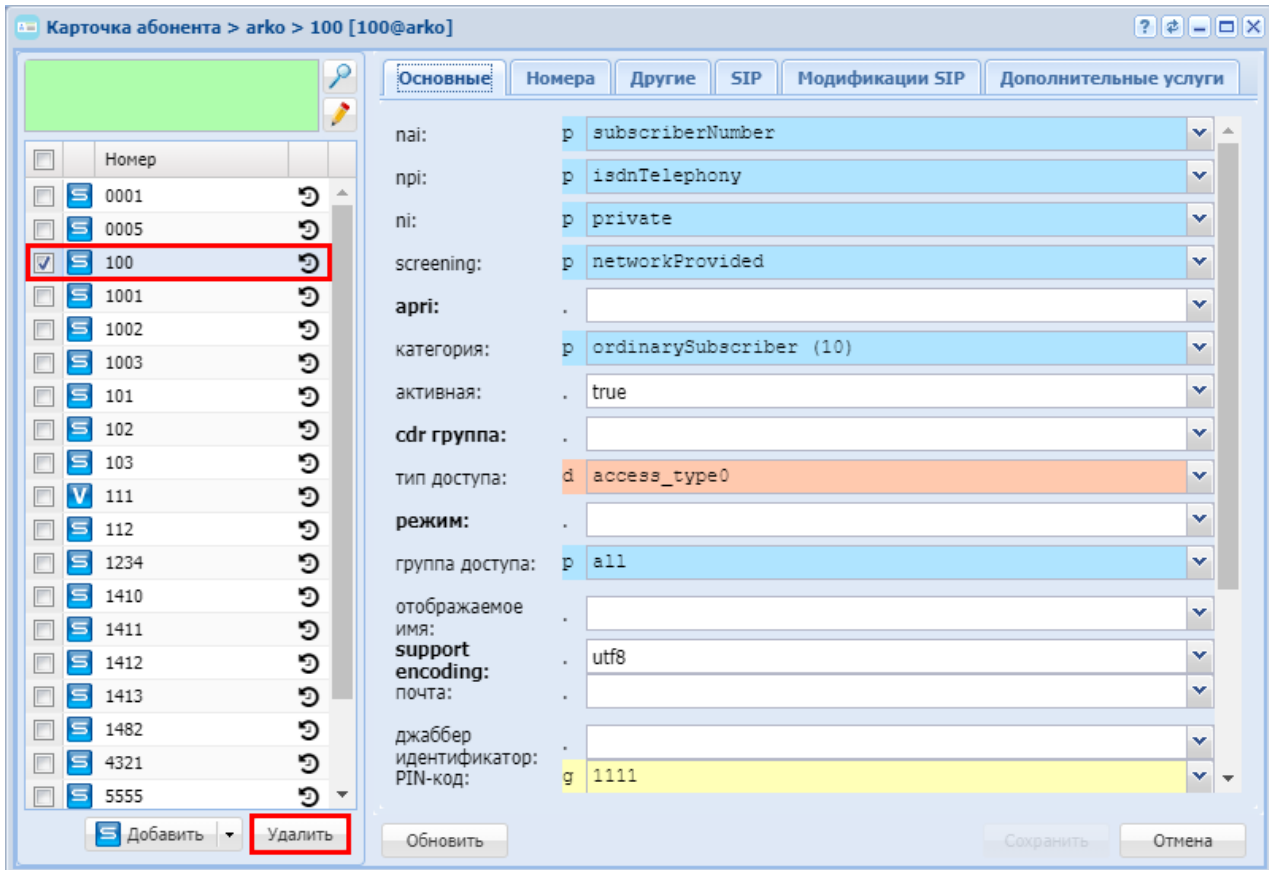 Карточка абонента > arko > 100 [100@arko]
Основные Номера Другие SIP Модификации SIP Дополнительные услуги
Номер
0001
0005
100
1001
1002
1003
101
102
103
111
112
1234
1410
1411
1412
1413
1482
4321
5555
Добавить Удалить
nai: p subscriberNumber
npi: p isdnTelephony
ni: p private
screening: p networkProvided
apri: .
категория: p ordinarySubscriber (10)
активная: . true
cdr группа: .
тип доступа: d access_type0
режим: .
группа доступа: p all
отображаемое
имя: .
support
encoding: . utf8
почта: .
джаббер
идентификатор: .
PIN-код: g 1111
Обновить Сохранить Отмена